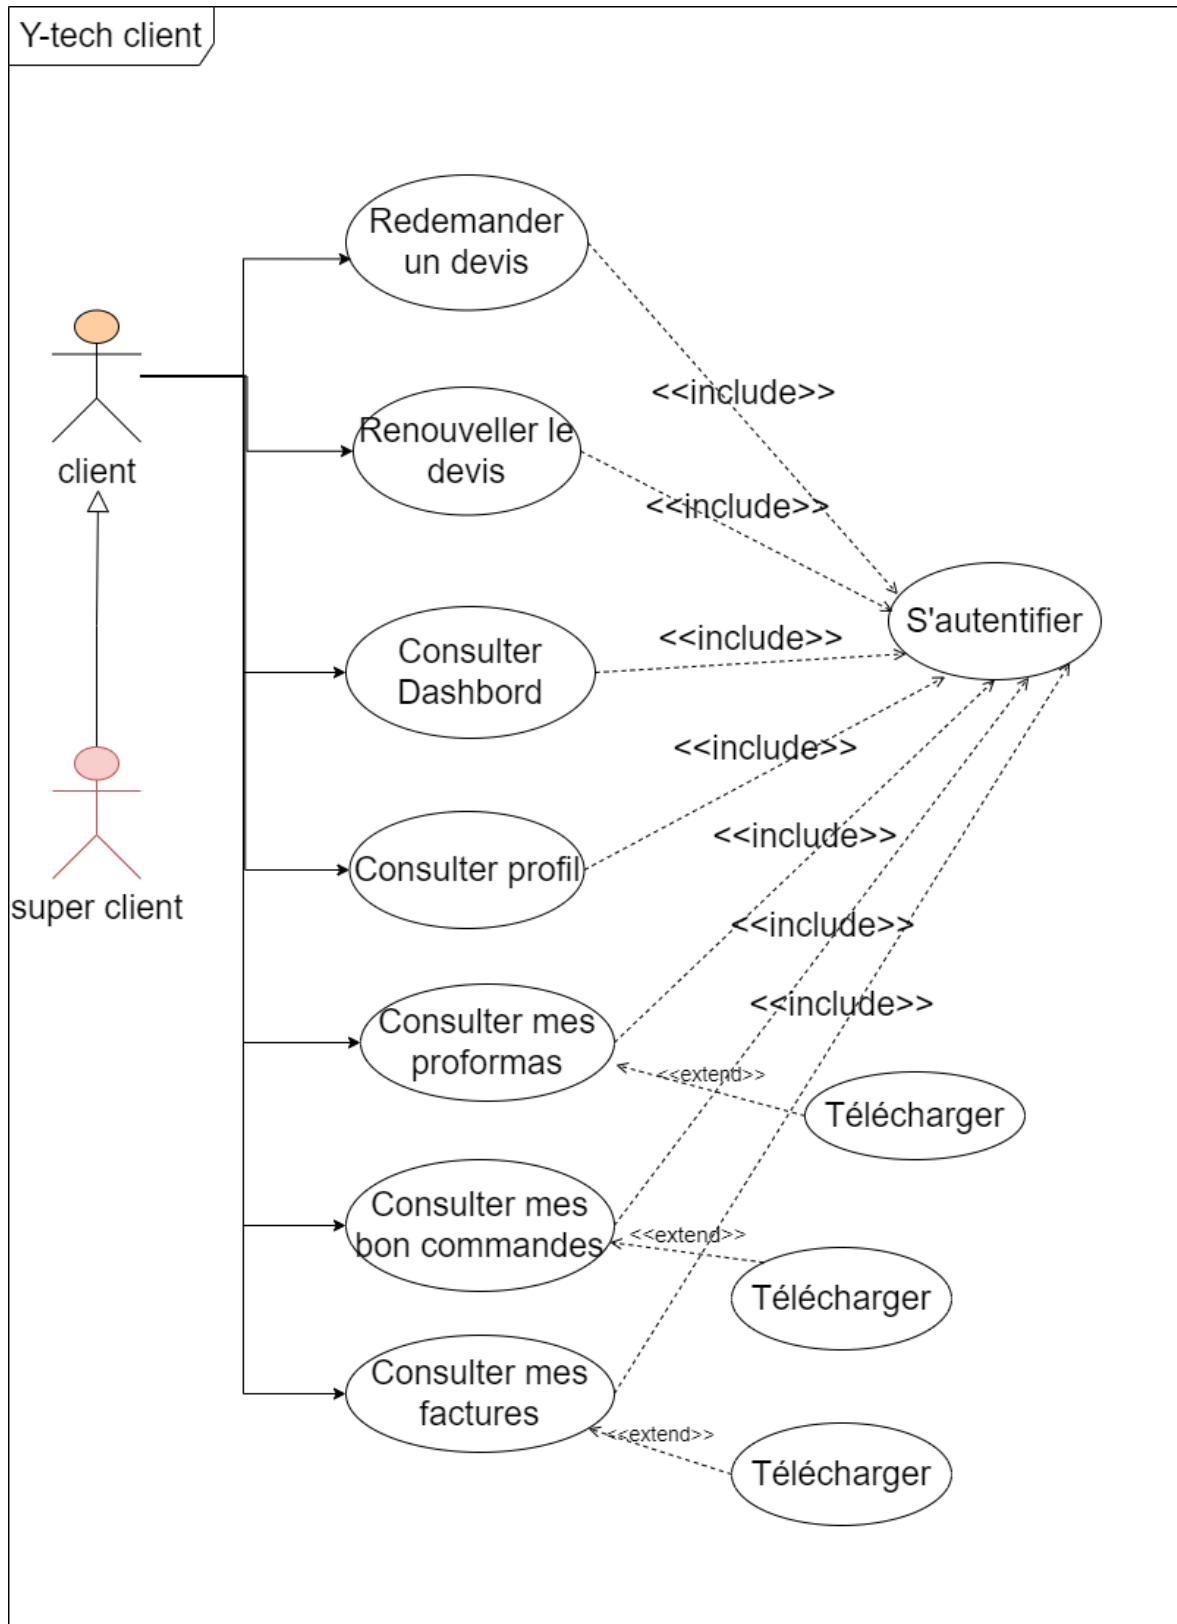 Y-tech client
Redemander
un devis
<<include>>
client
Renouveller le
devis
<<include>>
S'autentifier
Consulter
Dashbord
<<include>>
<<include>>
super client
Consulter profil
<<include>>
<<include>>
<<include>>
Consulter mes
proformas
<<extend>>
Télécharger
Consulter mes
bon commandes
<<extend>>
Télécharger
Consulter mes
factures
<<extend>>
Télécharger